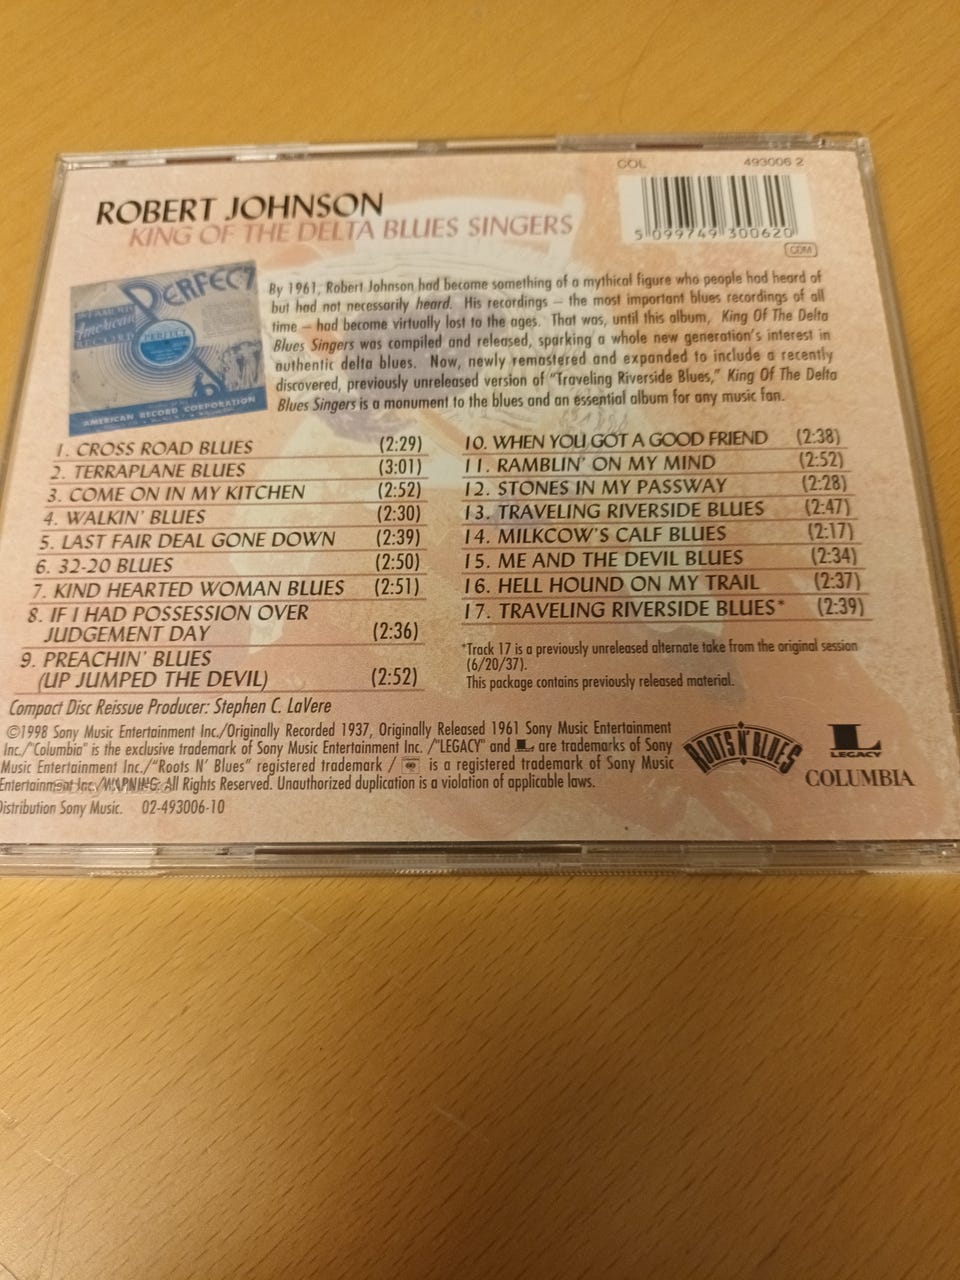 COL 493006 2
ROBERT JOHNSON
KING OF THE DELTA BLUES SINGERS
5 099749 300620
CDM
PERFECT
American
RECORD
PERFECT
AMERICAN RECORD CORPORATION
By 1961, Robert Johnson had become something of a mythical figure who people had heard of
but had not necessarily heard. His recordings – the most important blues recordings of all
time – had become virtually lost to the ages. That was, until this album, King Of The Delta
Blues Singers was compiled and released, sparking a whole new generation's interest in
authentic delta blues. Now, newly remastered and expanded to include a recently
discovered, previously unreleased version of "Traveling Riverside Blues," King Of The Delta
Blues Singers is a monument to the blues and an essential album for any music fan.
1. CROSS ROAD BLUES (2:29)
2. TERRAPLANE BLUES (3:01)
3. COME ON IN MY KITCHEN (2:52)
4. WALKIN' BLUES (2:30)
5. LAST FAIR DEAL GONE DOWN (2:39)
6. 32-20 BLUES (2:50)
7. KIND HEARTED WOMAN BLUES (2:51)
8. IF I HAD POSSESSION OVER
JUDGEMENT DAY (2:36)
9. PREACHIN' BLUES
(UP JUMPED THE DEVIL) (2:52)
10. WHEN YOU GOT A GOOD FRIEND (2:38)
11. RAMBLIN' ON MY MIND (2:52)
12. STONES IN MY PASSWAY (2:28)
13. TRAVELING RIVERSIDE BLUES (2:47)
14. MILKCOW'S CALF BLUES (2:17)
15. ME AND THE DEVIL BLUES (2:34)
16. HELL HOUND ON MY TRAIL (2:37)
17. TRAVELING RIVERSIDE BLUES* (2:39)
*Track 17 is a previously unreleased alternate take from the original session
(6/20/37).
This package contains previously released material.
Compact Disc Reissue Producer: Stephen C. LaVere
©1998 Sony Music Entertainment Inc./Originally Recorded 1937, Originally Released 1961 Sony Music Entertainment
Inc./"Columbia" is the exclusive trademark of Sony Music Entertainment Inc. /"LEGACY" and L are trademarks of Sony
Music Entertainment Inc./"Roots N' Blues" registered trademark / is a registered trademark of Sony Music
Entertainment Inc./WARNING: All Rights Reserved. Unauthorized duplication is a violation of applicable laws.
Distribution Sony Music. 02-493006-10
ROOTS N' BLUES
L
LEGACY
COLUMBIA